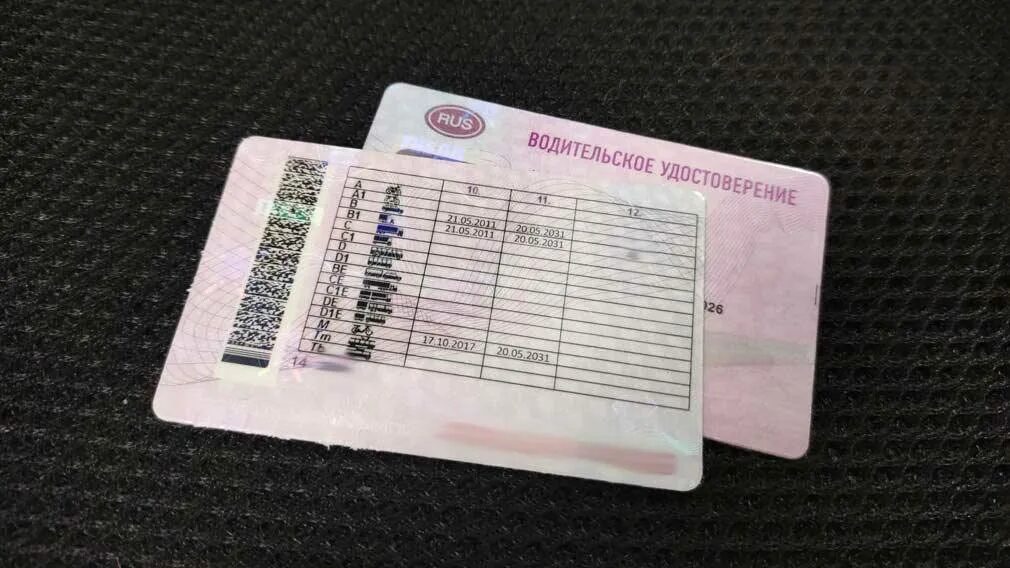 RUS
ВОДИТЕЛЬСКОЕ УДОСТОВЕРЕНИЕ
026
10. 11. 12.
A
A1
B 21.05.2011 20.05.2031
B1 21.05.2011 20.05.2031
C
C1
D
D1
BE
CE
C1E
DE
D1E
M 17.10.2017 20.05.2031
Tm
Tb
14